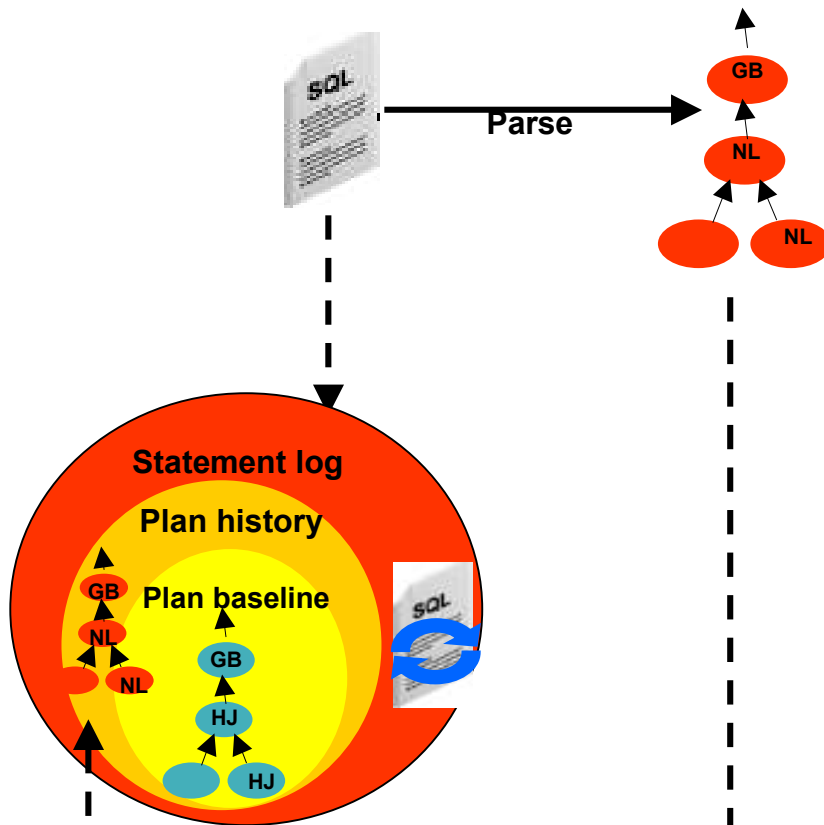 SQL
Parse
GB
NL
NL
Statement log
Plan history
Plan baseline
GB
NL
NL
GB
HJ
HJ
SQL